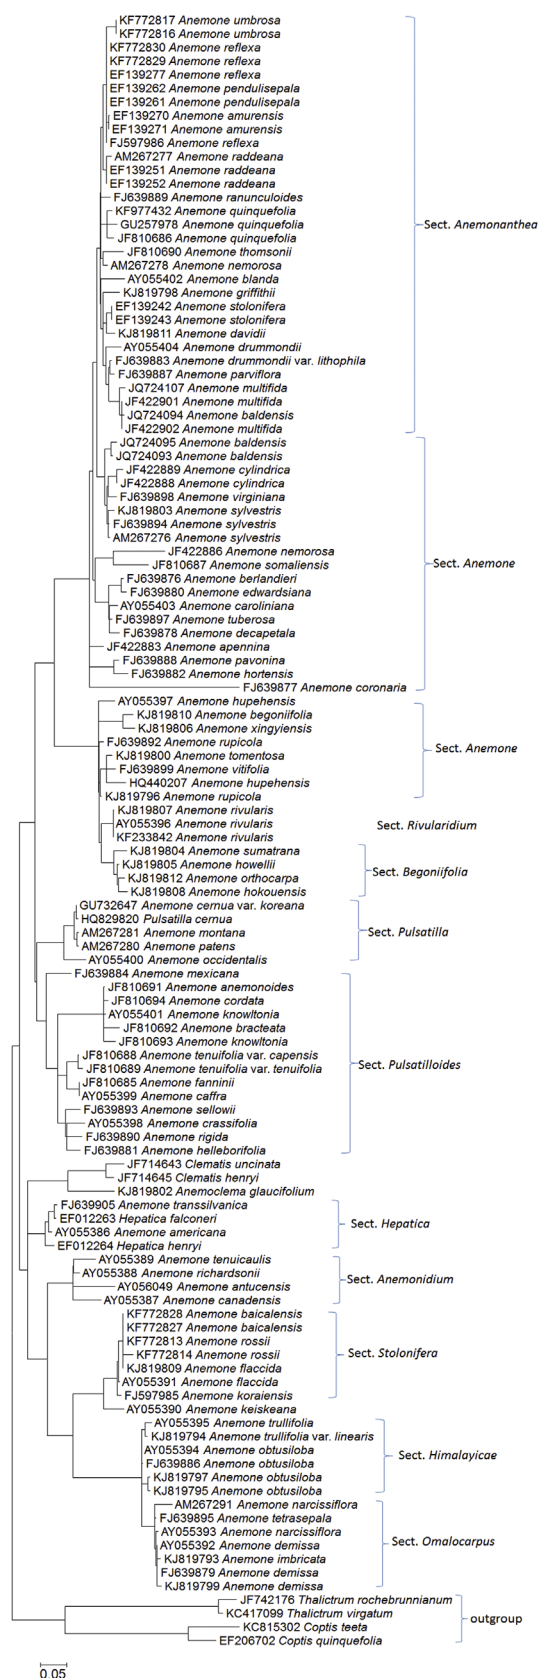 KF772817 Anemone umbrosa
KF772816 Anemone umbrosa
KF772830 Anemone reflexa
KF772829 Anemone reflexa
EF139277 Anemone reflexa
EF139262 Anemone pendulisepala
EF139261 Anemone pendulisepala
EF139270 Anemone amurensis
EF139271 Anemone amurensis
FJ597986 Anemone reflexa
AM267277 Anemone raddeana
EF139251 Anemone raddeana
EF139252 Anemone raddeana
FJ639889 Anemone ranunculoides
KF977432 Anemone quinquefolia
GU257978 Anemone quinquefolia
Sect. Anemonanthea
JF810686 Anemone quinquefolia
JF810690 Anemone thomsonii
AM267278 Anemone nemorosa
AY055402 Anemone blanda
KJ819798 Anemone griffithii
EF139242 Anemone stolonifera
EF139243 Anemone stolonifera
KJ819811 Anemone davidii
AY055404 Anemone drummondii
FJ639883 Anemone drummondii var. lithophila
FJ639887 Anemone parviflora
JQ724107 Anemone multifida
JF422901 Anemone multifida
JQ724094 Anemone baldensis
JF422902 Anemone multifida
JQ724095 Anemone baldensis
JQ724093 Anemone baldensis
JF422889 Anemone cylindrica
JF422888 Anemone cylindrica
FJ639898 Anemone virginiana
KJ819803 Anemone sylvestris
FJ639894 Anemone sylvestris
AM267276 Anemone sylvestris
JF422886 Anemone nemorosa
JF810687 Anemone somaliensis
Sect. Anemone
FJ639876 Anemone berlandieri
FJ639880 Anemone edwardsiana
AY055403 Anemone caroliniana
FJ639897 Anemone tuberosa
FJ639878 Anemone decapetala
JF422883 Anemone apennina
FJ639888 Anemone pavonina
FJ639882 Anemone hortensis
FJ639877 Anemone coronaria
AY055397 Anemone hupehensis
KJ819810 Anemone begoniifolia
KJ819806 Anemone xingyiensis
FJ639892 Anemone rupicola
Sect. Anemone
KJ819800 Anemone tomentosa
FJ639899 Anemone vitifolia
HQ440207 Anemone hupehensis
KJ819796 Anemone rupicola
KJ819807 Anemone rivularis
AY055396 Anemone rivularis
Sect. Rivularidium
KF233842 Anemone rivularis
KJ819804 Anemone sumatrana
KJ819805 Anemone howellii
Sect. Begoniifolia
KJ819812 Anemone orthocarpa
KJ819808 Anemone hokouensis
GU732647 Anemone cernua var. koreana
HQ829820 Pulsatilla cernua
AM267281 Anemone montana
Sect. Pulsatilla
AM267280 Anemone patens
AY055400 Anemone occidentalis
FJ639884 Anemone mexicana
JF810691 Anemone anemonoides
JF810694 Anemone cordata
AY055401 Anemone knowltonia
JF810692 Anemone bracteata
JF810693 Anemone knowltonia
JF810688 Anemone tenuifolia var. capensis
JF810689 Anemone tenuifolia var. tenuifolia
Sect. Pulsatilloides
JF810685 Anemone fanninii
AY055399 Anemone caffra
FJ639893 Anemone sellowii
AY055398 Anemone crassifolia
FJ639890 Anemone rigida
FJ639881 Anemone helleborifolia
JF714643 Clematis uncinata
JF714645 Clematis henryi
KJ819802 Anemoclema glaucifolium
FJ639905 Anemone transsilvanica
EF012263 Hepatica falconeri
Sect. Hepatica
AY055386 Anemone americana
EF012264 Hepatica henryi
AY055389 Anemone tenuicaulis
AY055388 Anemone richardsonii
Sect. Anemonidium
AY056049 Anemone antucensis
AY055387 Anemone canadensis
KF772828 Anemone baicalensis
KF772827 Anemone baicalensis
KF772813 Anemone rossii
KF772814 Anemone rossii
Sect. Stolonifera
KJ819809 Anemone flaccida
AY055391 Anemone flaccida
FJ597985 Anemone koraiensis
AY055390 Anemone keiskeana
AY055395 Anemone trullifolia
KJ819794 Anemone trullifolia var. linearis
AY055394 Anemone obtusiloba
Sect. Himalayicae
FJ639886 Anemone obtusiloba
KJ819797 Anemone obtusiloba
KJ819795 Anemone obtusiloba
AM267291 Anemone narcissiflora
FJ639895 Anemone tetrasepala
AY055393 Anemone narcissiflora
AY055392 Anemone demissa
Sect. Omalocarpus
KJ819793 Anemone imbricata
FJ639879 Anemone demissa
KJ819799 Anemone demissa
JF742176 Thalictrum rochebrunnianum
KC417099 Thalictrum virgatum
outgroup
KC815302 Coptis teeta
EF206702 Coptis quinquefolia
0.05